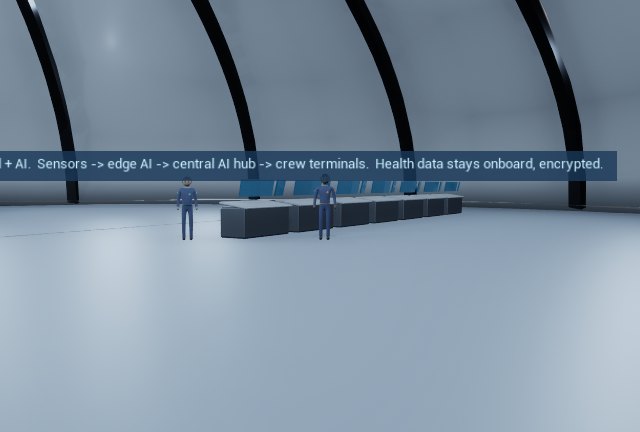 + AI. Sensors -> edge AI -> central AI hub -> crew terminals. Health data stays onboard, encrypted.